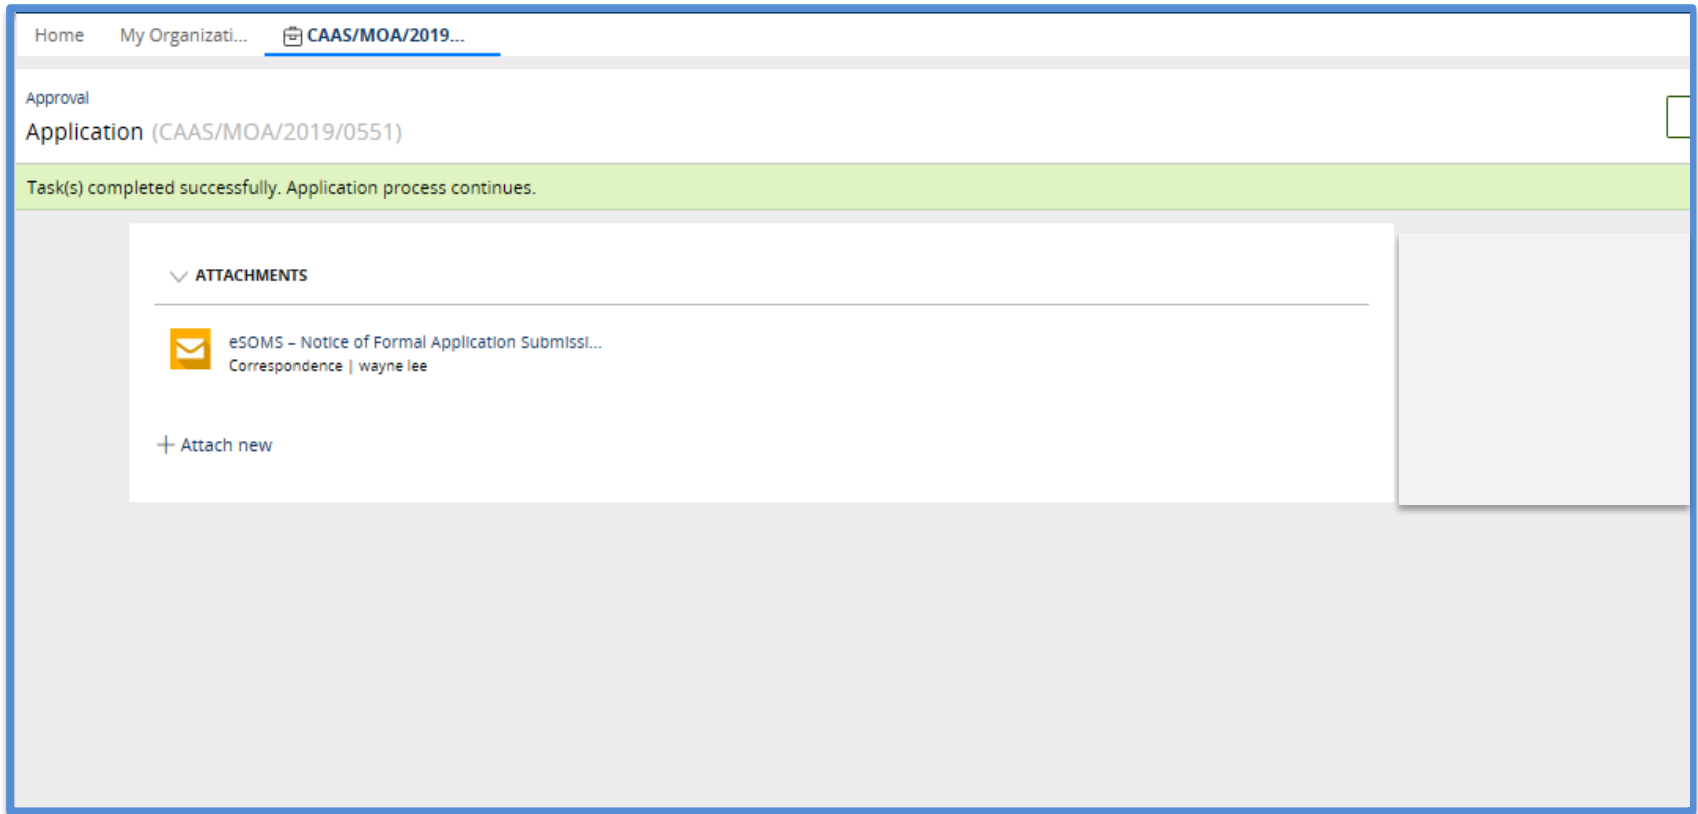 Home My Organizati... CAAS/MOA/2019...
Approval
Application (CAAS/MOA/2019/0551)
Task(s) completed successfully. Application process continues.
ATTACHMENTS
eSOMS – Notice of Formal Application Submissi...
Correspondence | wayne lee
+ Attach new